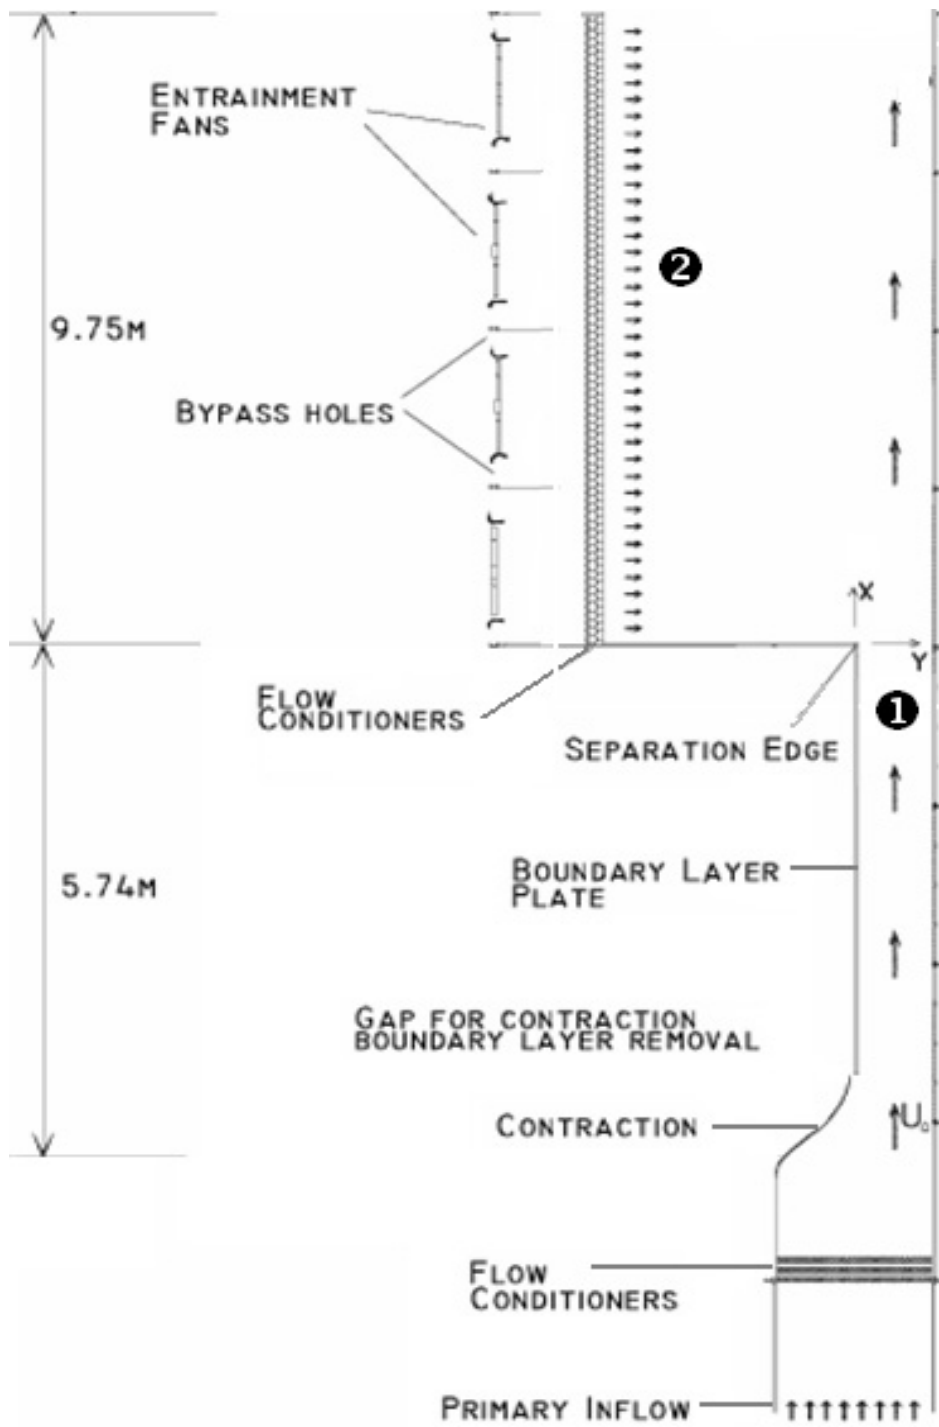 ENTRAINMENT
FANS
2
9.75M
BYPASS HOLES
X
Y
FLOW
CONDITIONERS
1
SEPARATION EDGE
BOUNDARY LAYER
PLATE
5.74M
GAP FOR CONTRACTION
BOUNDARY LAYER REMOVAL
CONTRACTION
U₀
FLOW
CONDITIONERS
PRIMARY INFLOW